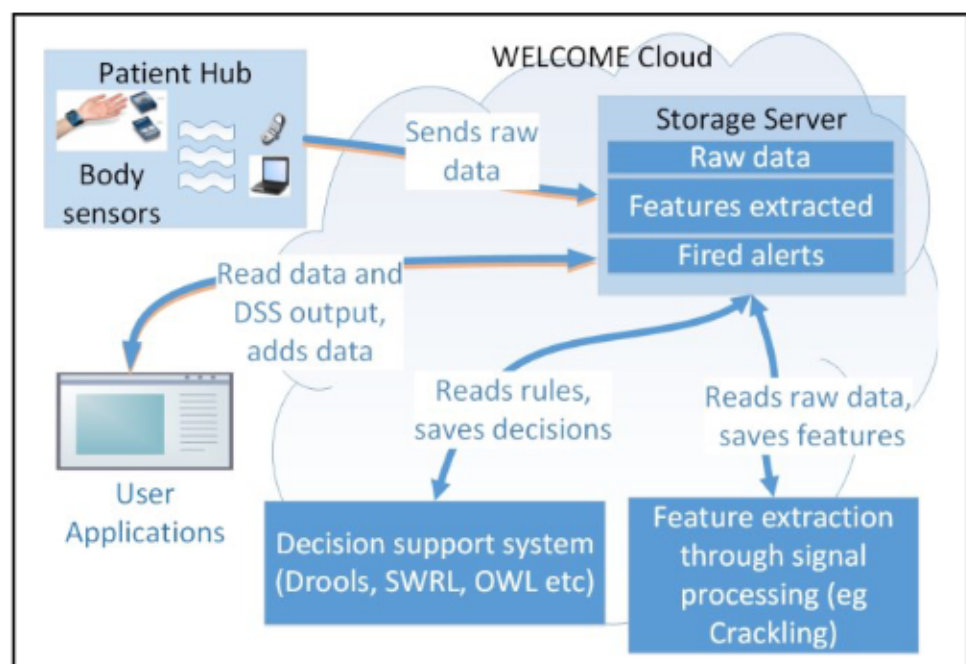 WELCOME Cloud
Patient Hub
Body
sensors
Sends raw
data
Storage Server
Raw data
Features extracted
Fired alerts
Read data and
DSS output,
adds data
User
Applications
Reads rules,
saves decisions
Reads raw data,
saves features
Decision support system
(Drools, SWRL, OWL etc)
Feature extraction
through signal
processing (eg
Crackling)